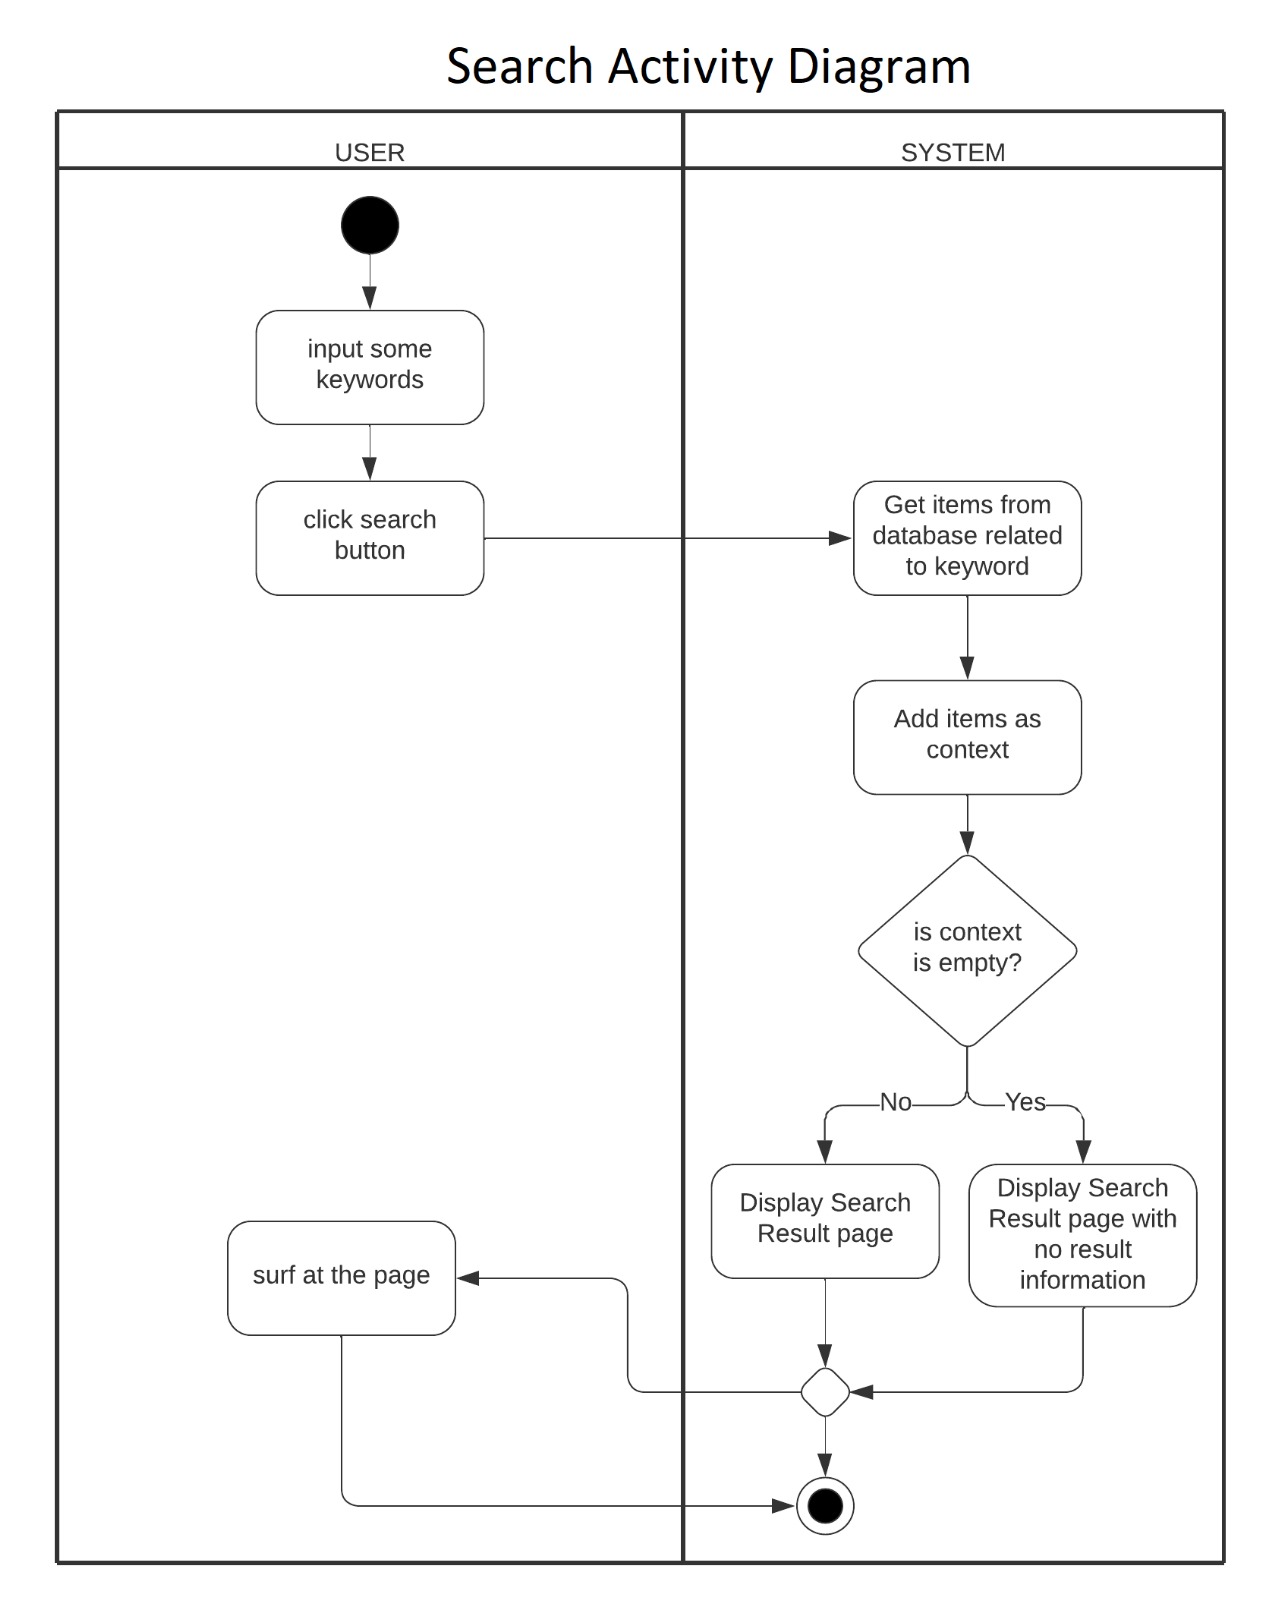 Search Activity Diagram
USER
SYSTEM
input some
keywords
click search
button
Get items from
database related
to keyword
Add items as
context
is context
is empty?
No
Yes
Display Search
Result page
Display Search
Result page with
no result
information
surf at the page